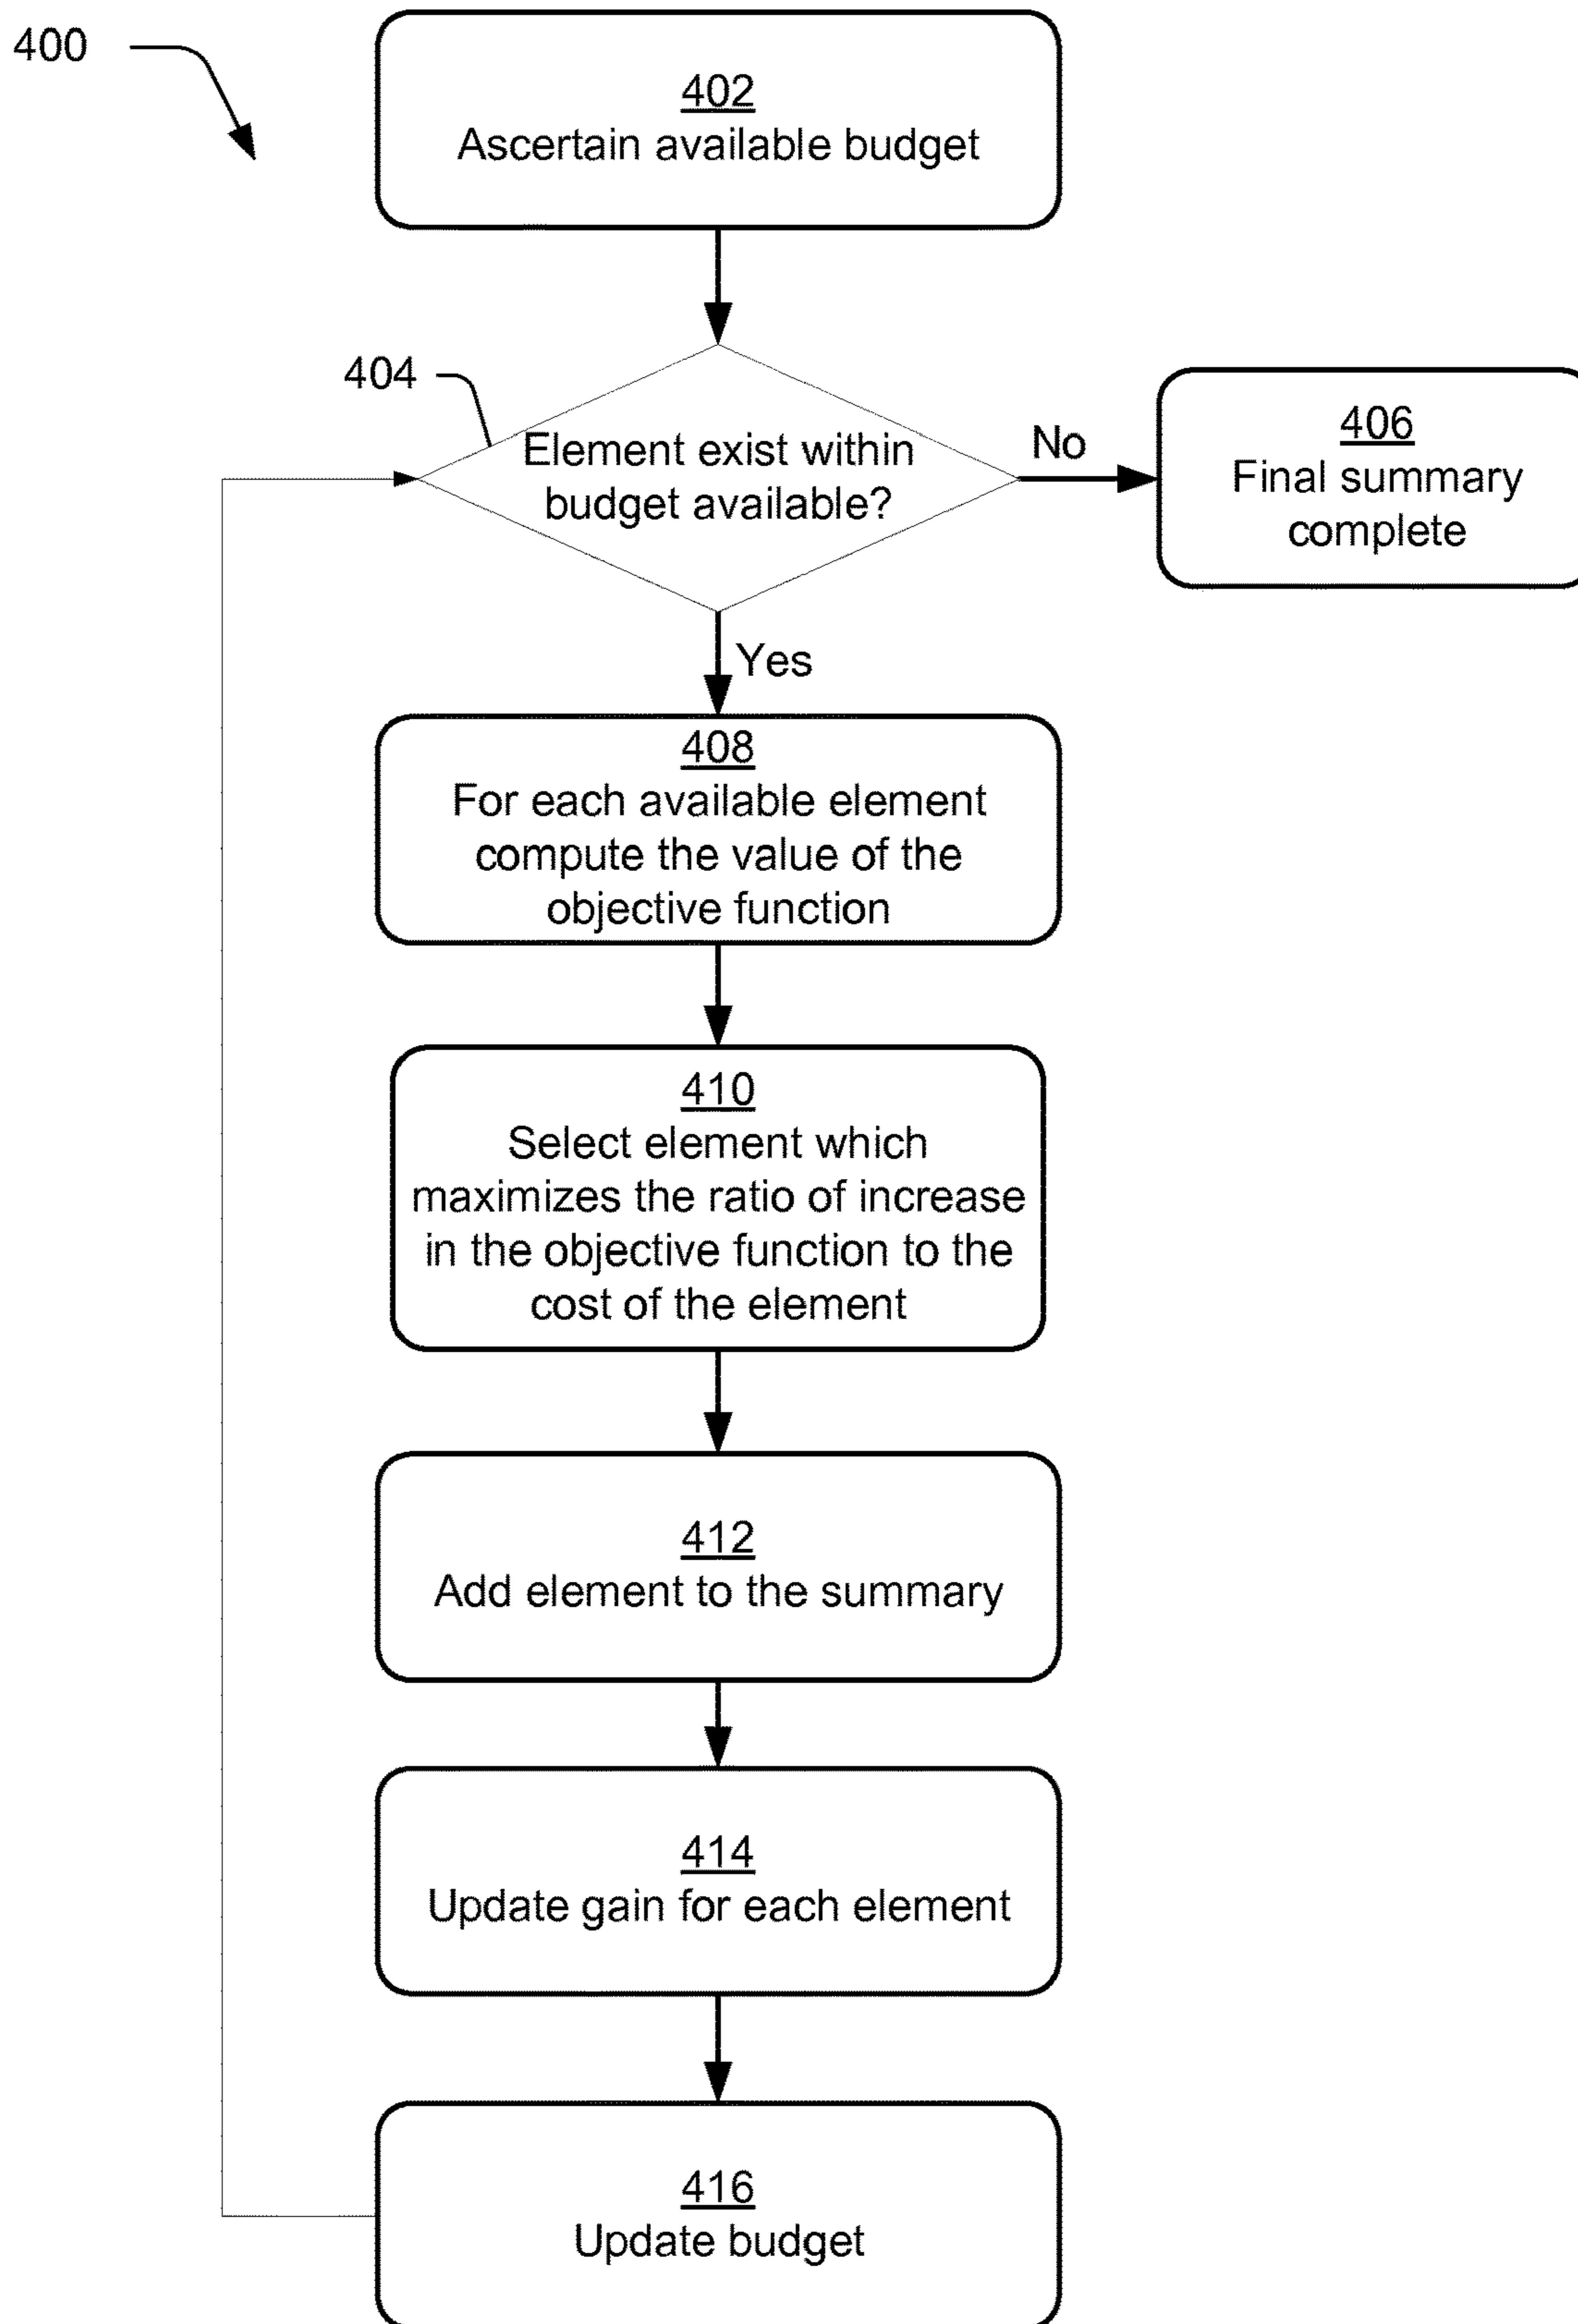 400
402
Ascertain available budget
404
Element exist within
budget available?
No
406
Final summary
complete
Yes
408
For each available element
compute the value of the
objective function
410
Select element which
maximizes the ratio of increase
in the objective function to the
cost of the element
412
Add element to the summary
414
Update gain for each element
416
Update budget